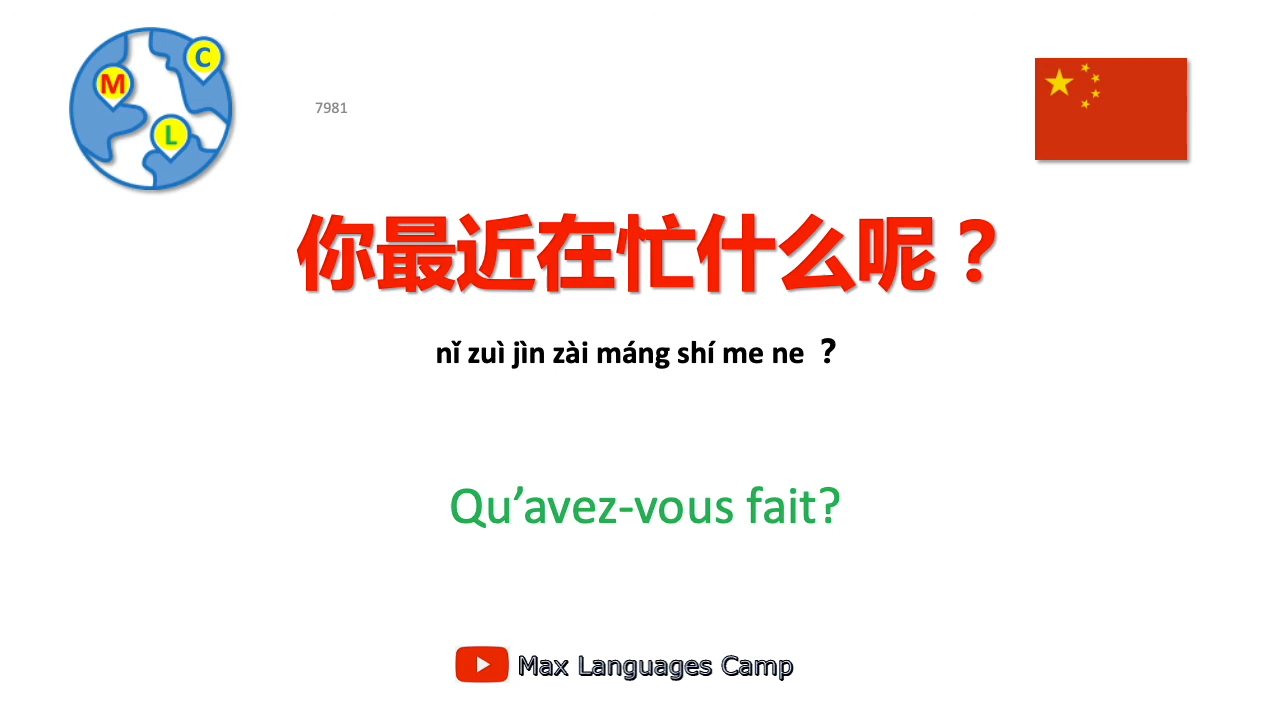 M
C
L
7981
你最近在忙什么呢？
nǐ zuì jìn zài máng shí me ne ？
Qu’avez-vous fait?
Max Languages Camp